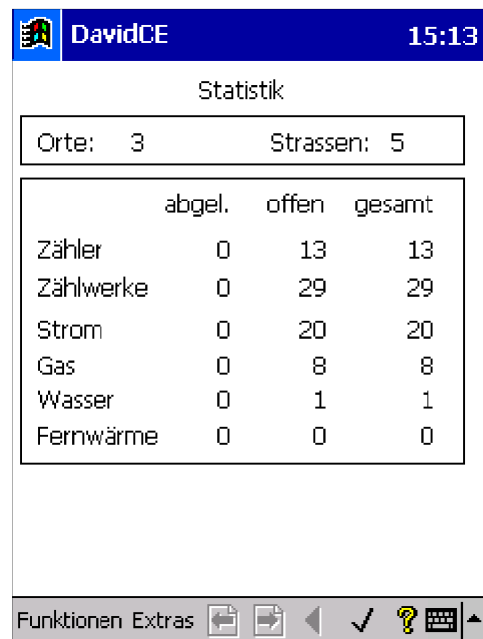 DavidCE 15:13
Statistik
Orte: 3 Strassen: 5
abgel. offen gesamt
Zähler 0 13 13
Zählwerke 0 29 29
Strom 0 20 20
Gas 0 8 8
Wasser 0 1 1
Fernwärme 0 0 0
Funktionen Extras